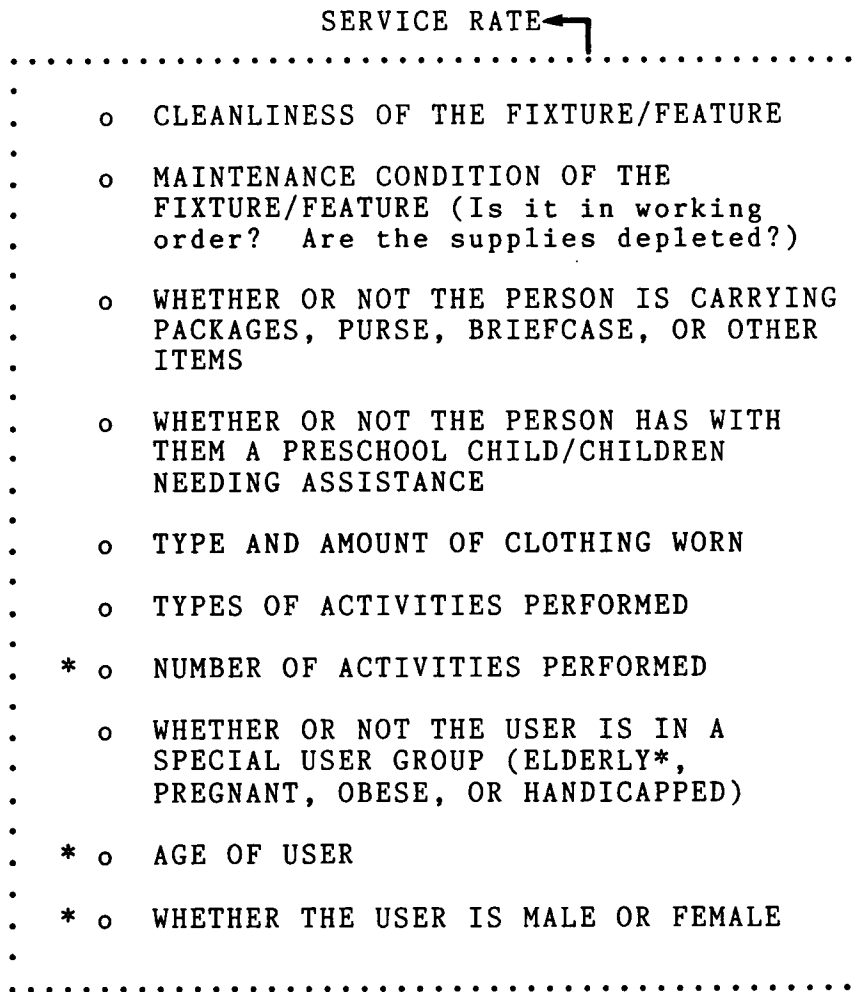 SERVICE RATE
o CLEANLINESS OF THE FIXTURE/FEATURE
o MAINTENANCE CONDITION OF THE
FIXTURE/FEATURE (Is it in working
order? Are the supplies depleted?)
o WHETHER OR NOT THE PERSON IS CARRYING
PACKAGES, PURSE, BRIEFCASE, OR OTHER
ITEMS
o WHETHER OR NOT THE PERSON HAS WITH
THEM A PRESCHOOL CHILD/CHILDREN
NEEDING ASSISTANCE
o TYPE AND AMOUNT OF CLOTHING WORN
o TYPES OF ACTIVITIES PERFORMED
* o NUMBER OF ACTIVITIES PERFORMED
o WHETHER OR NOT THE USER IS IN A
SPECIAL USER GROUP (ELDERLY*,
PREGNANT, OBESE, OR HANDICAPPED)
* o AGE OF USER
* o WHETHER THE USER IS MALE OR FEMALE